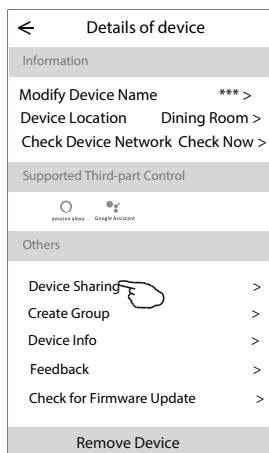 Details of device
Information
Modify Device Name *** >
Device Location Dining Room >
Check Device Network Check Now >
Supported Third-part Control
amazon alexa Google Assistant
Others
Device Sharing >
Create Group >
Device Info >
Feedback >
Check for Firmware Update >
Remove Device